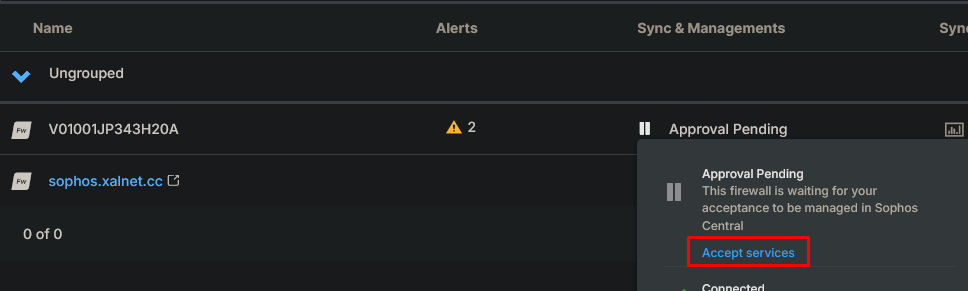 Name Alerts Sync & Managements Sync
Ungrouped
Fw V01001JP343H20A 2 Approval Pending
Approval Pending
This firewall is waiting for your
Fw sophos.xalnet.cc
acceptance to be managed in Sophos
Central
0 of 0
Accept services
Connected